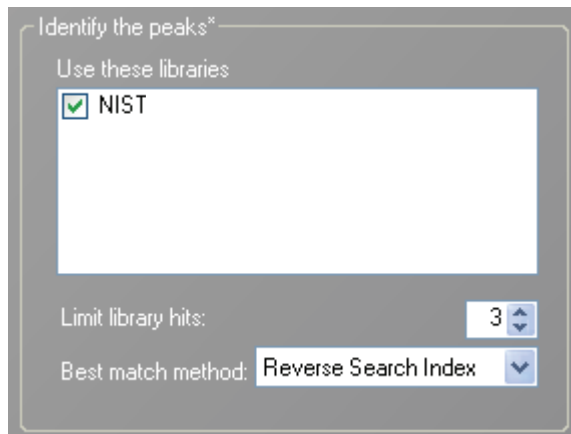 Identify the peaks*
Use these libraries
NIST
Limit library hits: 3
Best match method: Reverse Search Index